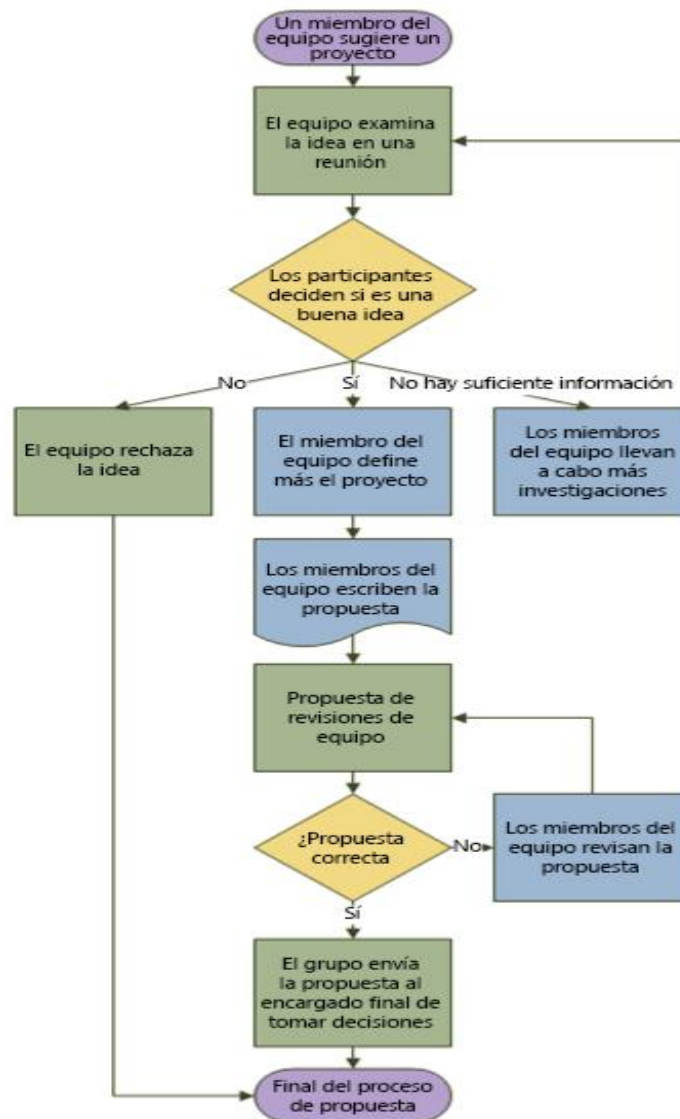 Un miembro del
equipo sugiere un
proyecto
El equipo examina
la idea en una
reunión
Los participantes
deciden si es una
buena idea
No
Sí
No hay suficiente información
El equipo rechaza
la idea
El miembro del
equipo define
más el proyecto
Los miembros
del equipo llevan
a cabo más
investigaciones
Los miembros del
equipo escriben la
propuesta
Propuesta de
revisiones de
equipo
¿Propuesta
correcta
No
Los miembros del
equipo revisan la
propuesta
Sí
El grupo envía
la propuesta al
encargado final de
tomar decisiones
Final del proceso
de propuesta